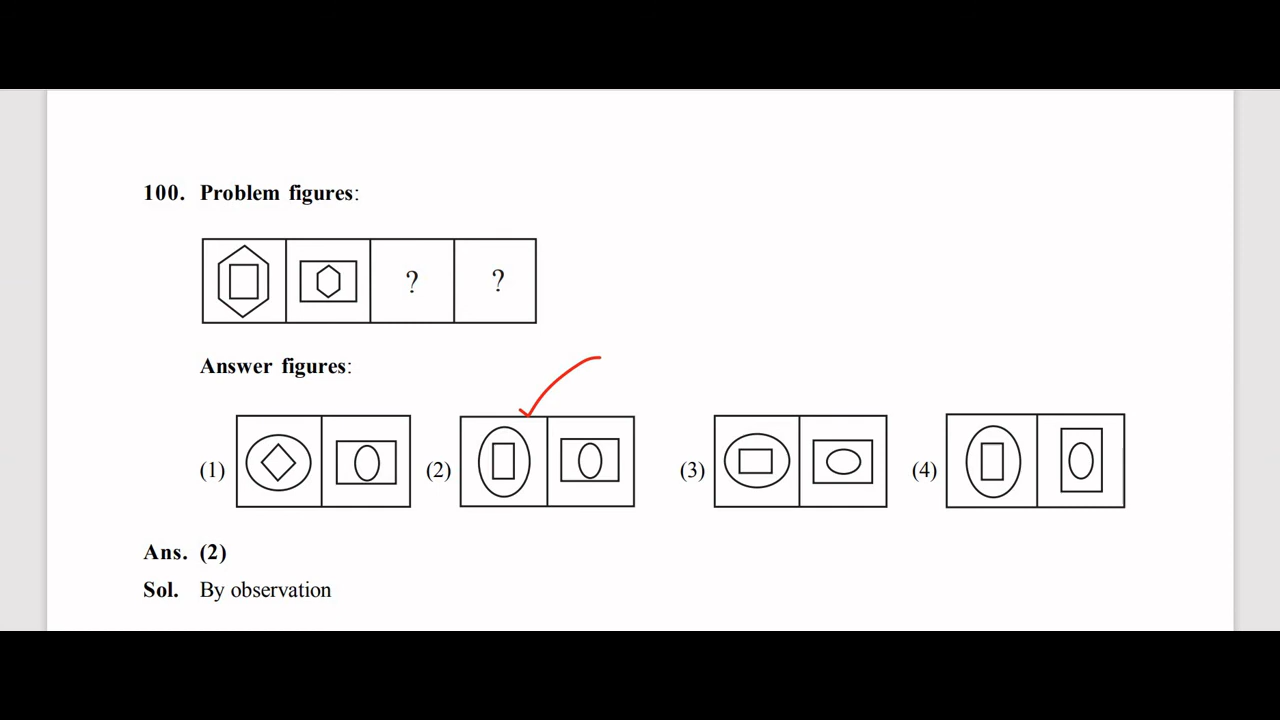 100. Problem figures:
? ?
Answer figures:
(1) (2) (3) (4)
Ans. (2)
Sol. By observation